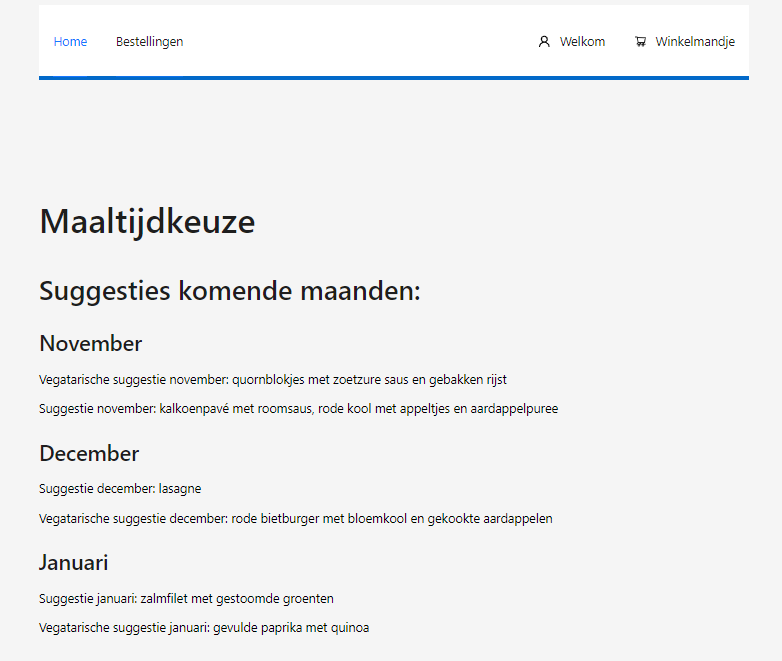 Home Bestellingen Welkom Winkelmandje
Maaltijdkeuze
Suggesties komende maanden:
November
Vegatarische suggestie november: quornblokjes met zoetzure saus en gebakken rijst
Suggestie november: kalkoenpavé met roomsaus, rode kool met appeltjes en aardappelpuree
December
Suggestie december: lasagne
Vegatarische suggestie december: rode bietburger met bloemkool en gekookte aardappelen
Januari
Suggestie januari: zalmfilet met gestoomde groenten
Vegatarische suggestie januari: gevulde paprika met quinoa